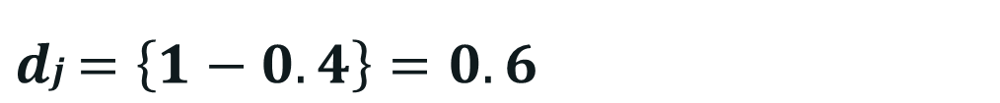 dⱼ = {1 − 0.4} = 0.6